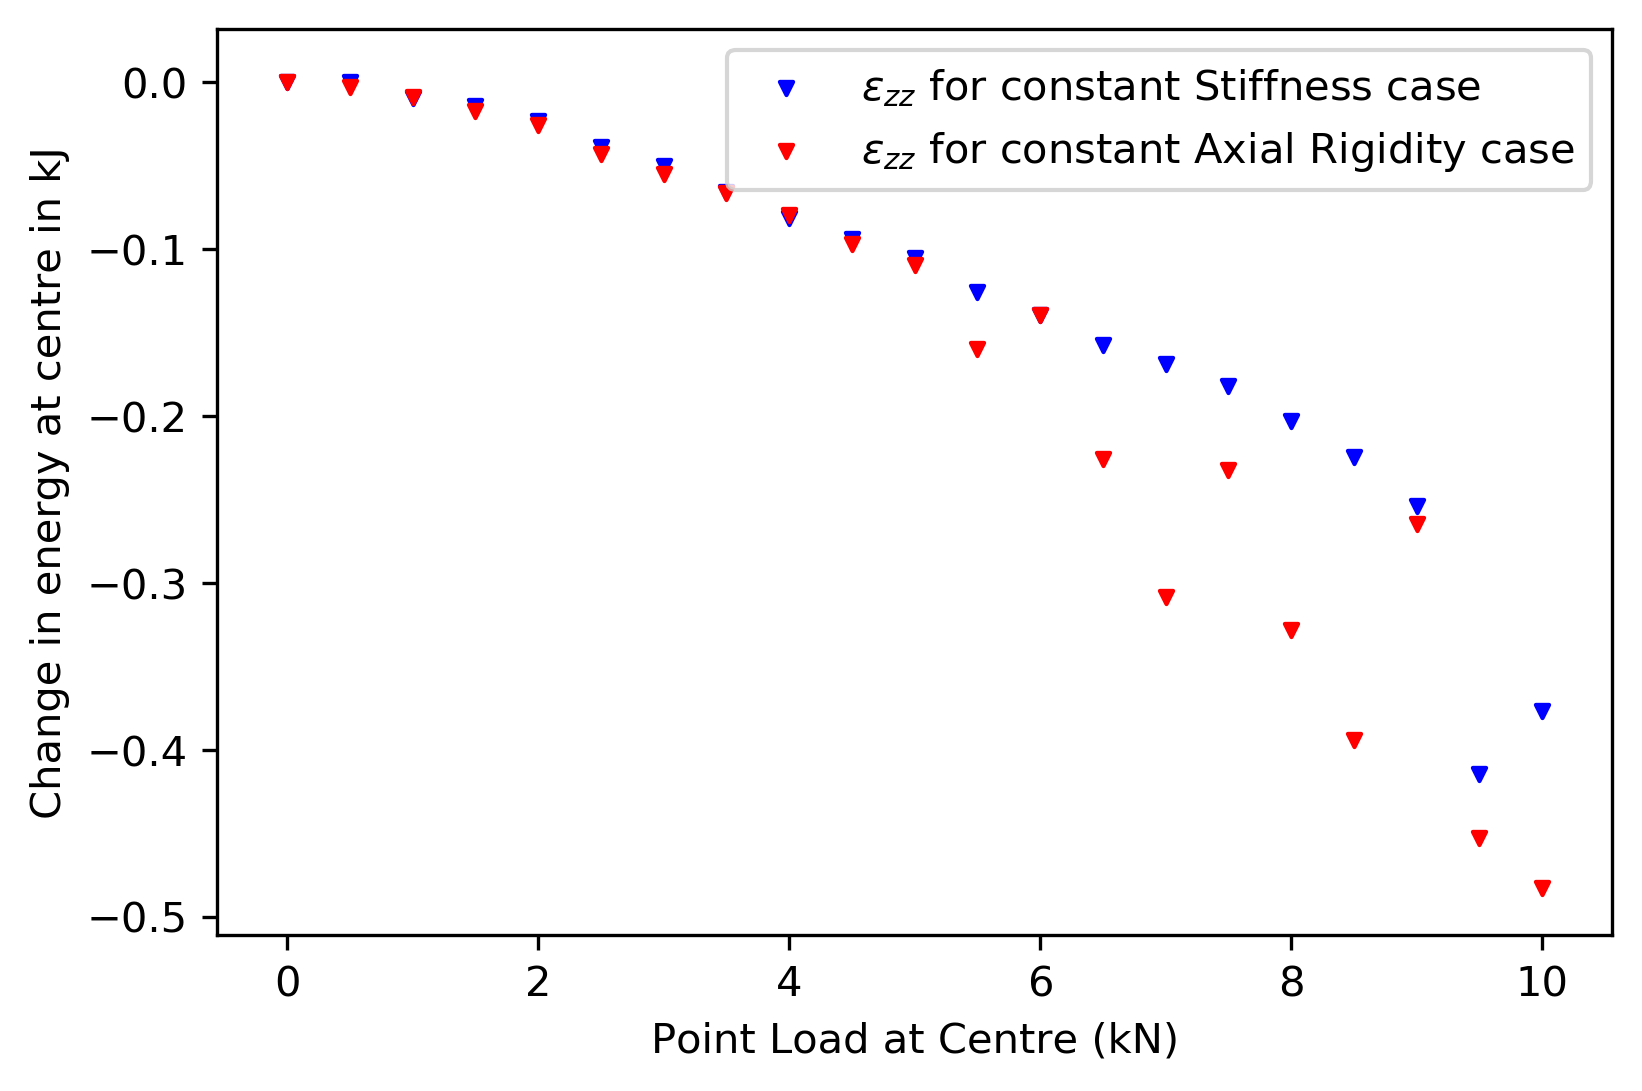 ε_zz for constant Stiffness case
ε_zz for constant Axial Rigidity case
Change in energy at centre in kJ
0.0
−0.1
−0.2
−0.3
−0.4
−0.5
0 2 4 6 8 10
Point Load at Centre (kN)